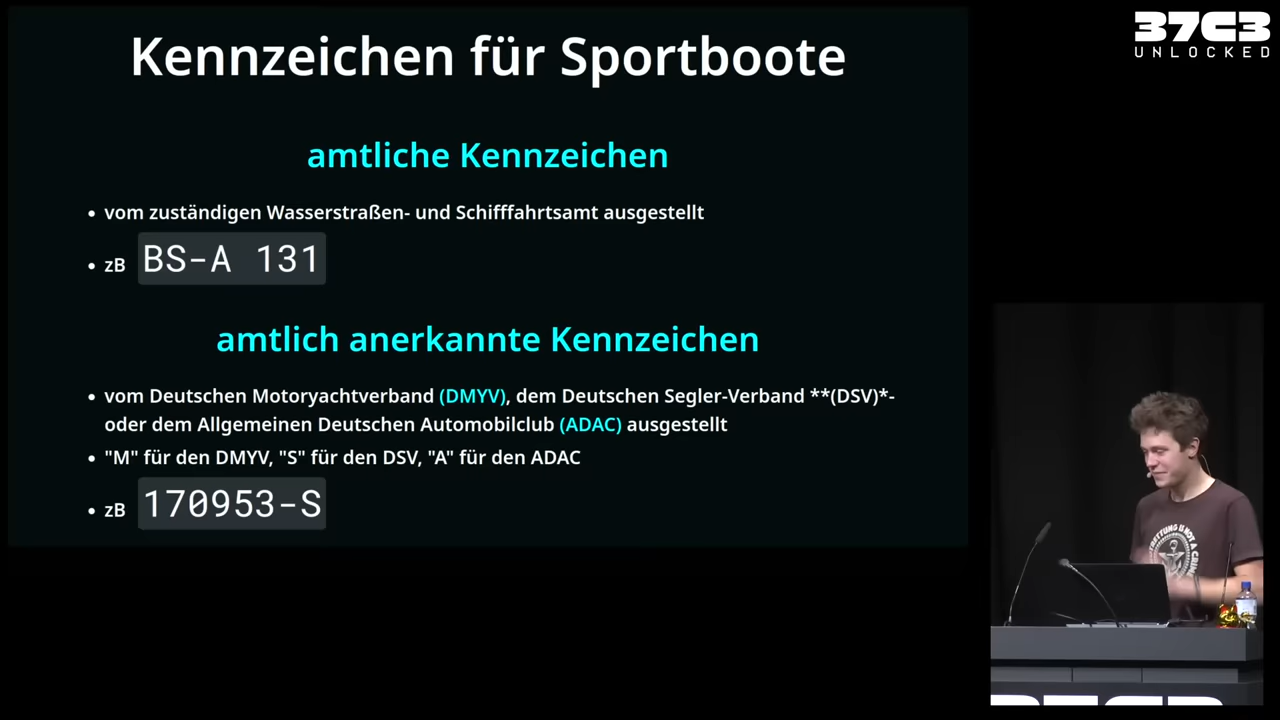 37C3
UNLOCKED
Kennzeichen für Sportboote
amtliche Kennzeichen
• vom zuständigen Wasserstraßen- und Schifffahrtsamt ausgestellt
• zB BS-A 131
amtlich anerkannte Kennzeichen
• vom Deutschen Motoryachtverband (DMYV), dem Deutschen Segler-Verband **(DSV)*-
oder dem Allgemeinen Deutschen Automobilclub (ADAC) ausgestellt
• "M" für den DMYV, "S" für den DSV, "A" für den ADAC
• zB 170953-S